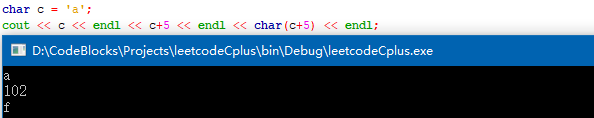 char c = 'a';
cout << c << endl << c+5 << endl << char(c+5) << endl;
D:\CodeBlocks\Projects\leetcodeCplus\bin\Debug\leetcodeCplus.exe
a
102
f